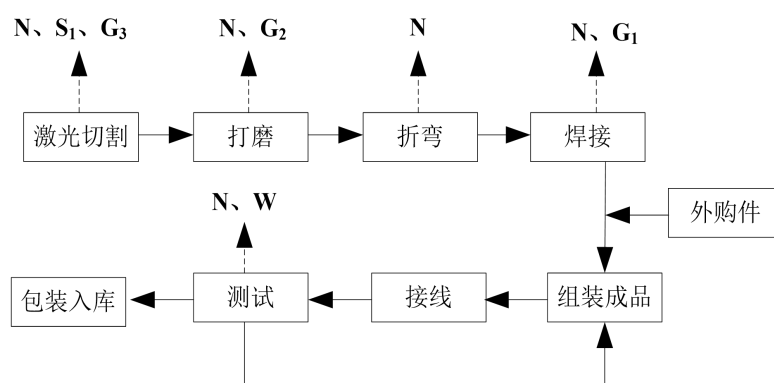 N、S₁、G₃
N、G₂
N
N、G₁
激光切割
打磨
折弯
焊接
N、W
外购件
包装入库
测试
接线
组装成品